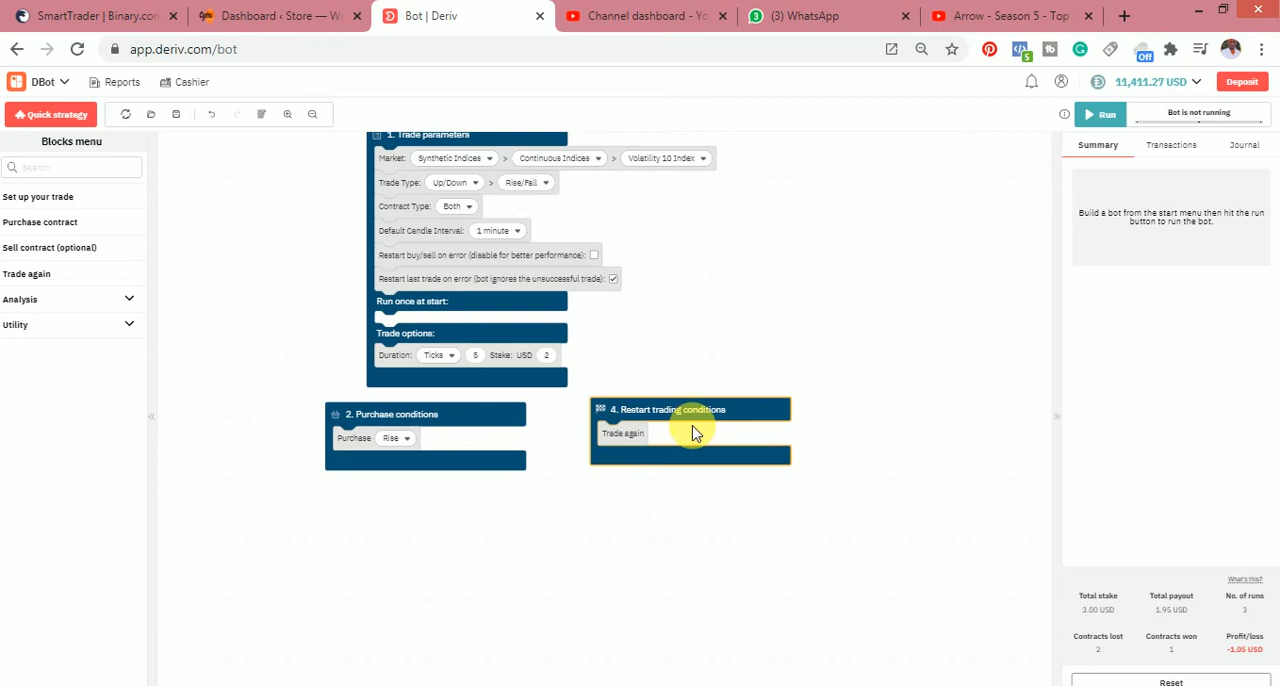 SmartTrader | Binary.com
Dashboard ‹ Store — Wo
Bot | Deriv
Channel dashboard - Yo
(3) WhatsApp
Arrow - Season 5 - Top
app.deriv.com/bot
Off
DBot
Reports
Cashier
11,411.27 USD
Deposit
Quick strategy
Run
Bot is not running
Blocks menu
Search
Set up your trade
Purchase contract
Sell contract (optional)
Trade again
Analysis
Utility
1. Trade parameters
Market: Synthetic Indices > Continuous Indices > Volatility 10 Index
Trade Type: Up/Down > Rise/Fall
Contract Type: Both
Default Candle Interval: 1 minute
Restart buy/sell on error (disable for better performance):
Restart last trade on error (bot ignores the unsuccessful trade):
Run once at start:
Trade options:
Duration: Ticks 5 Stake: USD 2
2. Purchase conditions
Purchase Rise
4. Restart trading conditions
Trade again
Summary Transactions Journal
Build a bot from the start menu then hit the run
button to run the bot.
What's this?
Total stake Total payout No. of runs
3.00 USD 1.95 USD 3
Contracts lost Contracts won Profit/loss
2 1 -1.05 USD
Reset